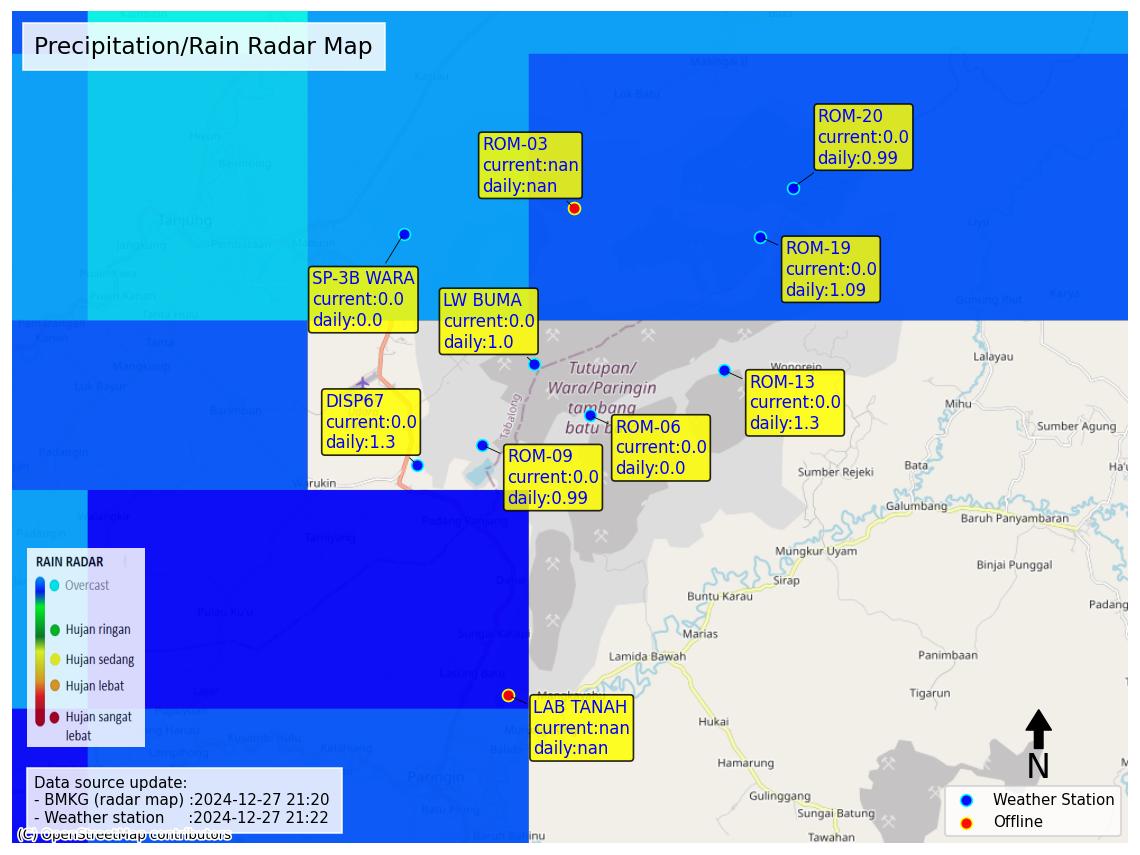 Precipitation/Rain Radar Map
ROM-20
current:0.0
daily:0.99
ROM-03
current:nan
daily:nan
ROM-19
current:0.0
daily:1.09
SP-3B WARA
current:0.0
daily:0.0
LW BUMA
current:0.0
daily:1.0
Tutupan/
Wara/Paringin
tambang
batu b
ROM-13
current:0.0
daily:1.3
DISP67
current:0.0
daily:1.3
ROM-06
current:0.0
daily:0.0
ROM-09
current:0.0
daily:0.99
LAB TANAH
current:nan
daily:nan
Tanjung
Tabalong
Warukin
Wonorejo
Lalayau
Mihu
Sumber Agung
Bata
Sumber Rejeki
Galumbang
Baruh Panyambaran
Mungkur Uyam
Binjai Punggal
Sirap
Buntu Karau
Padang
Marias
Lamida Bawah
Panimbaan
Tigarun
Hukai
Hamarung
Gulinggang
Sungai Batung
Tawahan
Paringin
RAIN RADAR
Overcast
Hujan ringan
Hujan sedang
Hujan lebat
Hujan sangat
lebat
Data source update:
- BMKG (radar map) :2024-12-27 21:20
- Weather station :2024-12-27 21:22
(C) OpenStreetMap contributors
N
Weather Station
Offline